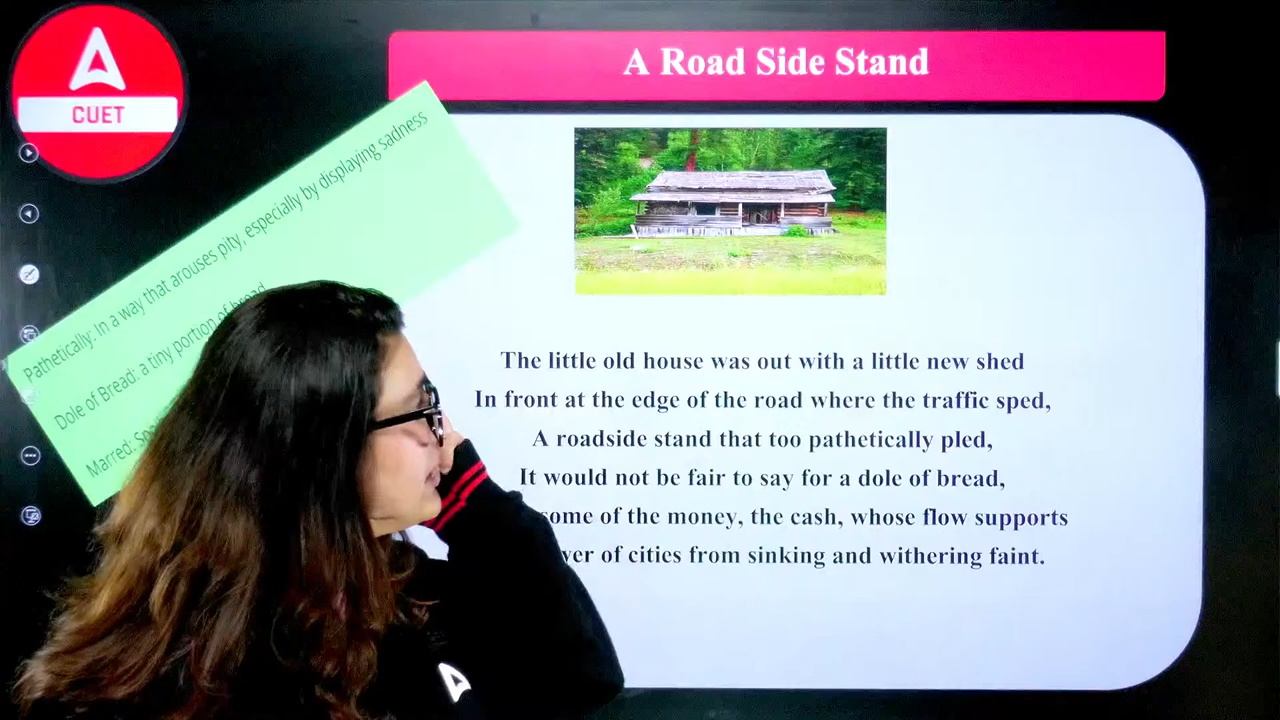 CUET
A Road Side Stand
Pathetically: In a way that arouses pity, especially by displaying sadness
Dole of Bread: a tiny portion of bread
Marred:
The little old house was out with a little new shed
In front at the edge of the road where the traffic sped,
A roadside stand that too pathetically pled,
It would not be fair to say for a dole of bread,
some of the money, the cash, whose flow supports
of cities from sinking and withering faint.